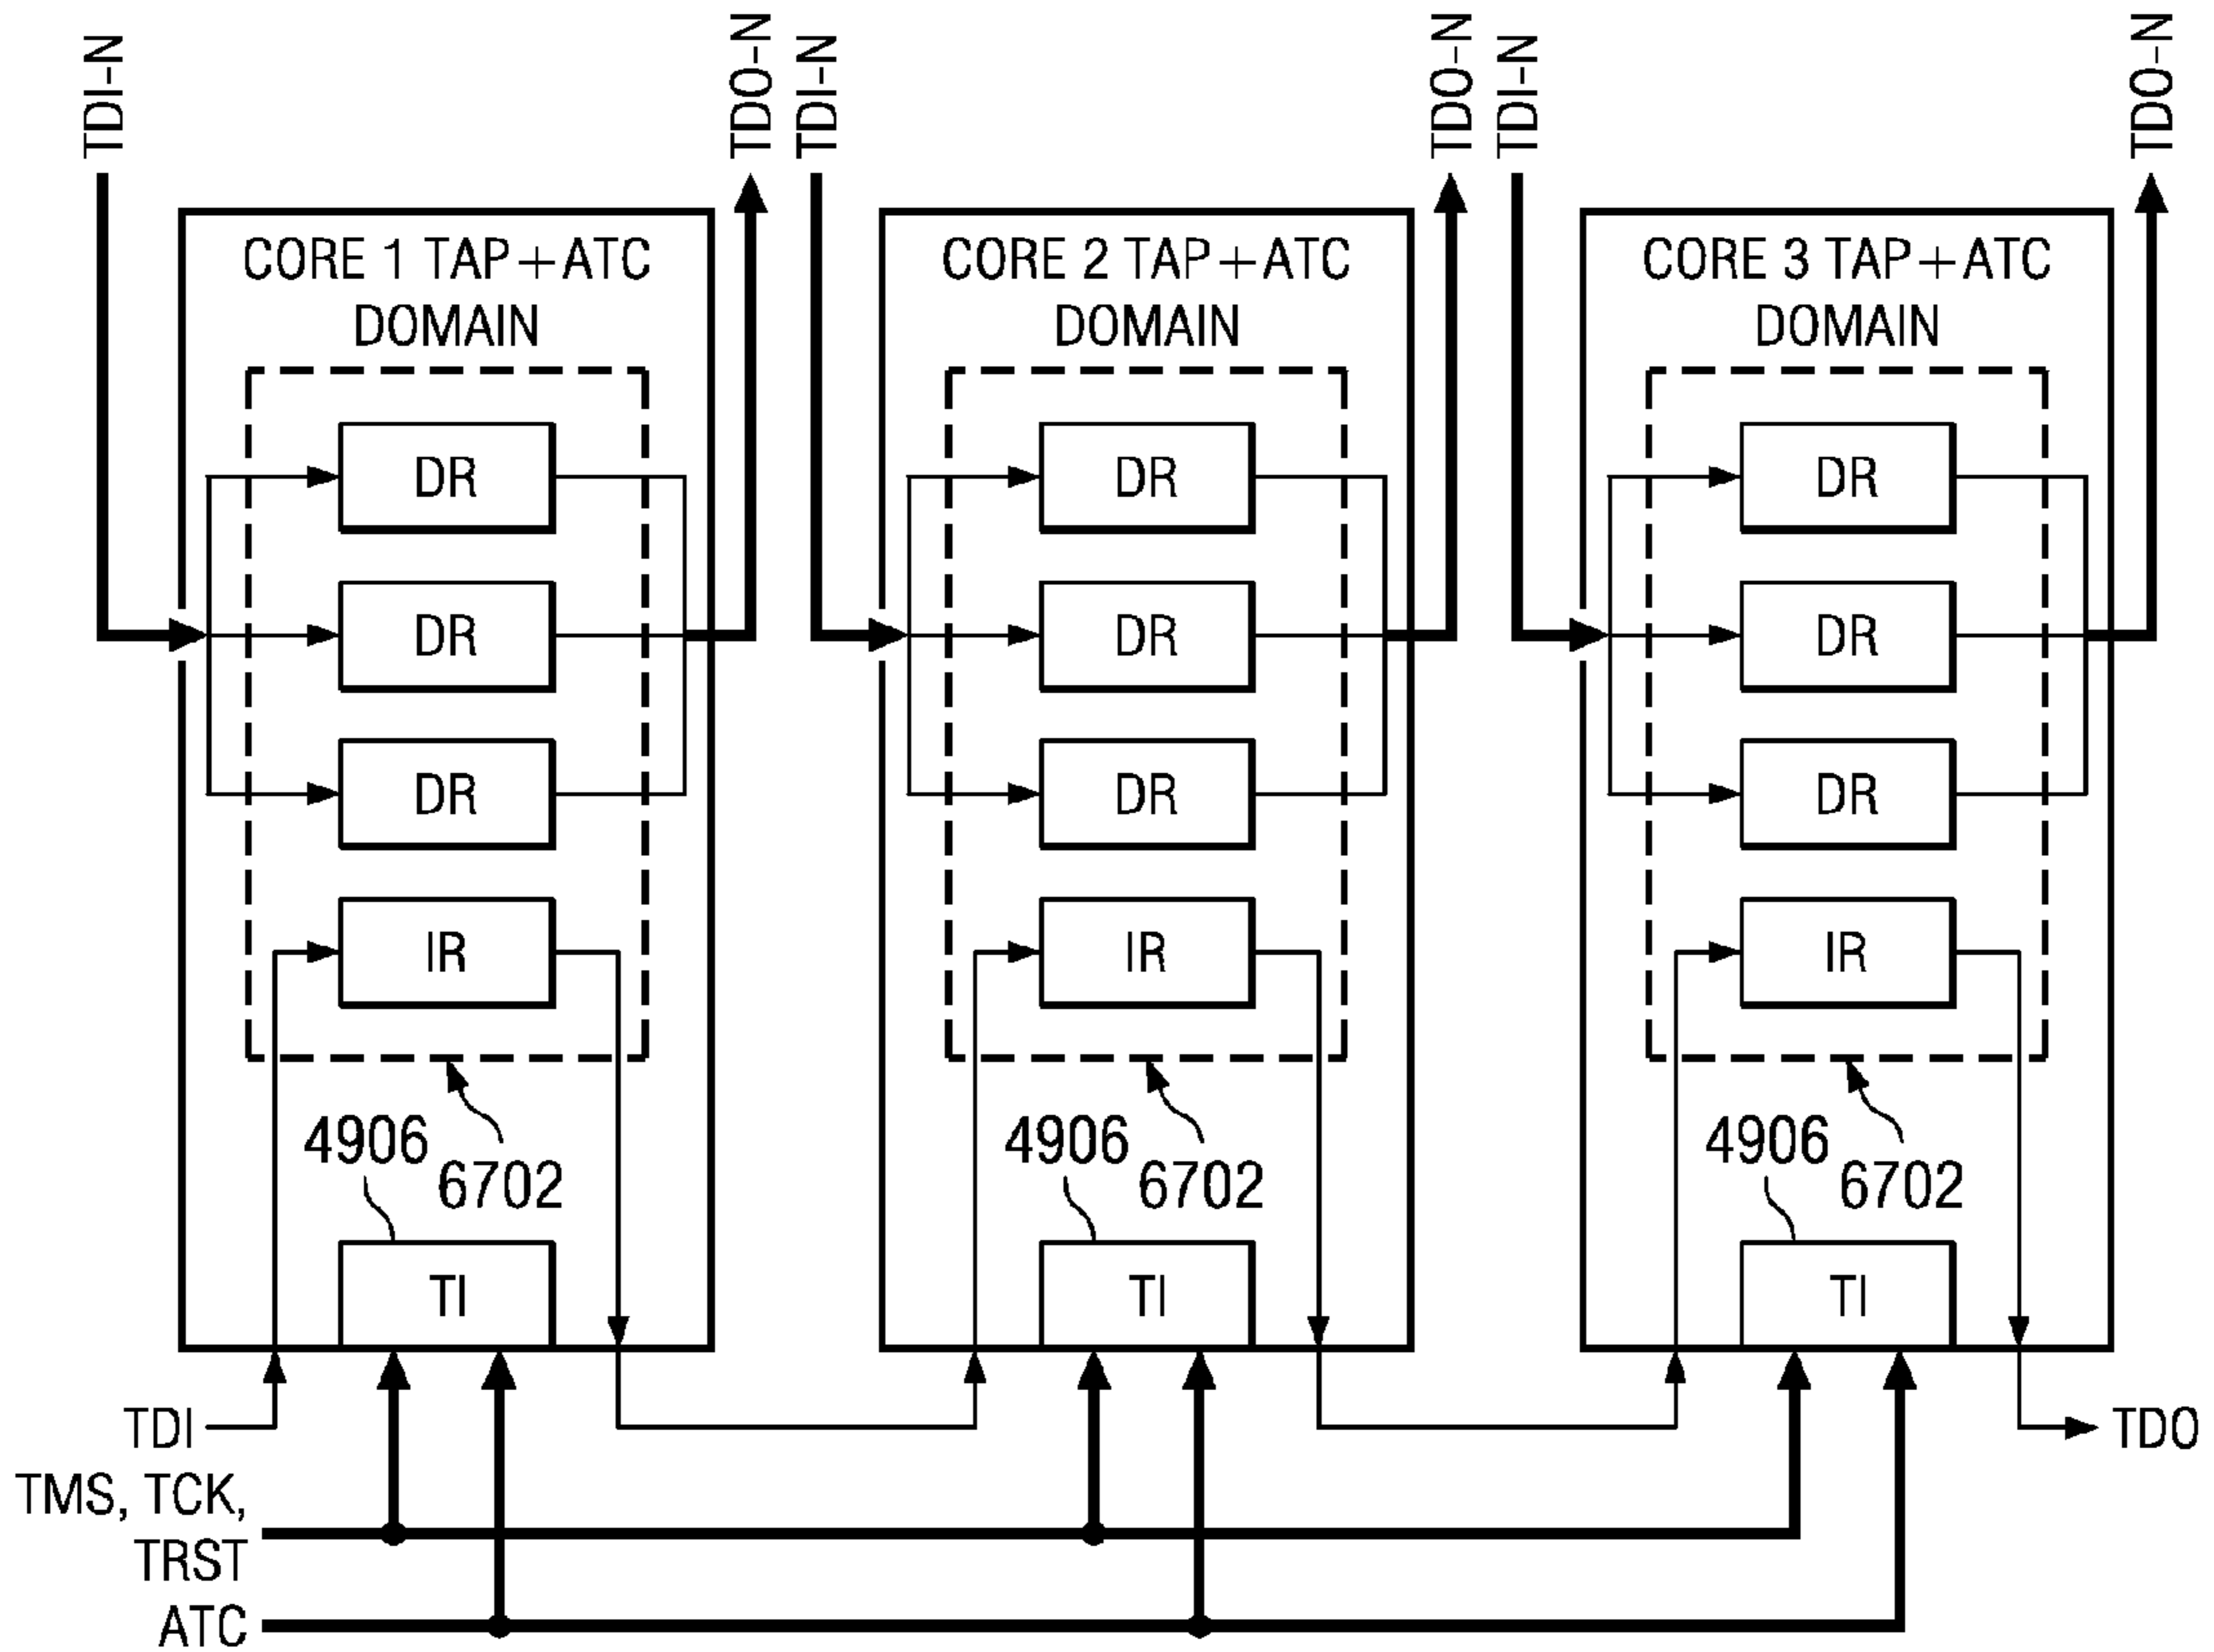 TDI-N
TDO-N
TDI-N
TDO-N
TDI-N
TDO-N
CORE 1 TAP+ATC
DOMAIN
DR
DR
DR
IR
4906
6702
TI
CORE 2 TAP+ATC
DOMAIN
DR
DR
DR
IR
4906
6702
TI
CORE 3 TAP+ATC
DOMAIN
DR
DR
DR
IR
4906
6702
TI
TDI
TDO
TMS, TCK,
TRST
ATC